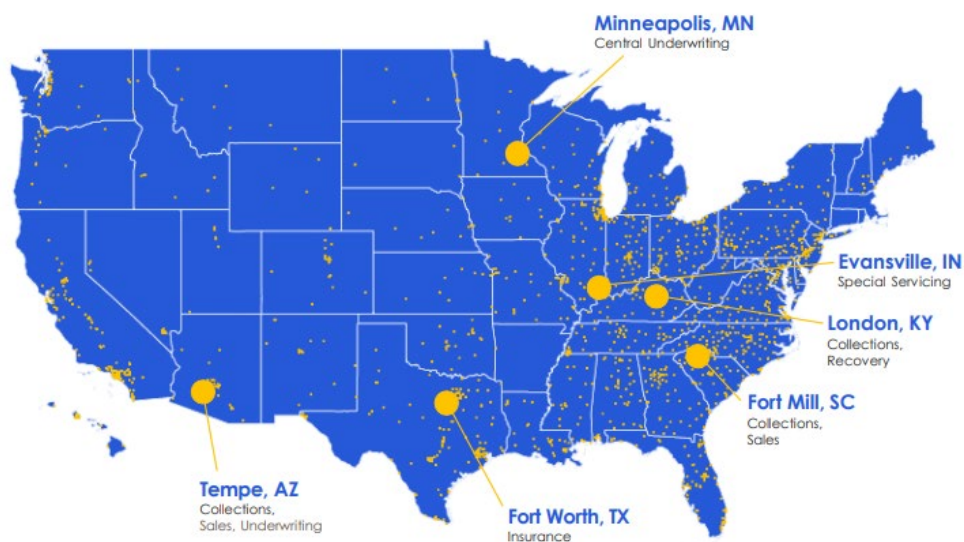 Minneapolis, MN
Central Underwriting
Evansville, IN
Special Servicing
London, KY
Collections,
Recovery
Fort Mill, SC
Collections,
Sales
Tempe, AZ
Collections,
Sales, Underwriting
Fort Worth, TX
Insurance